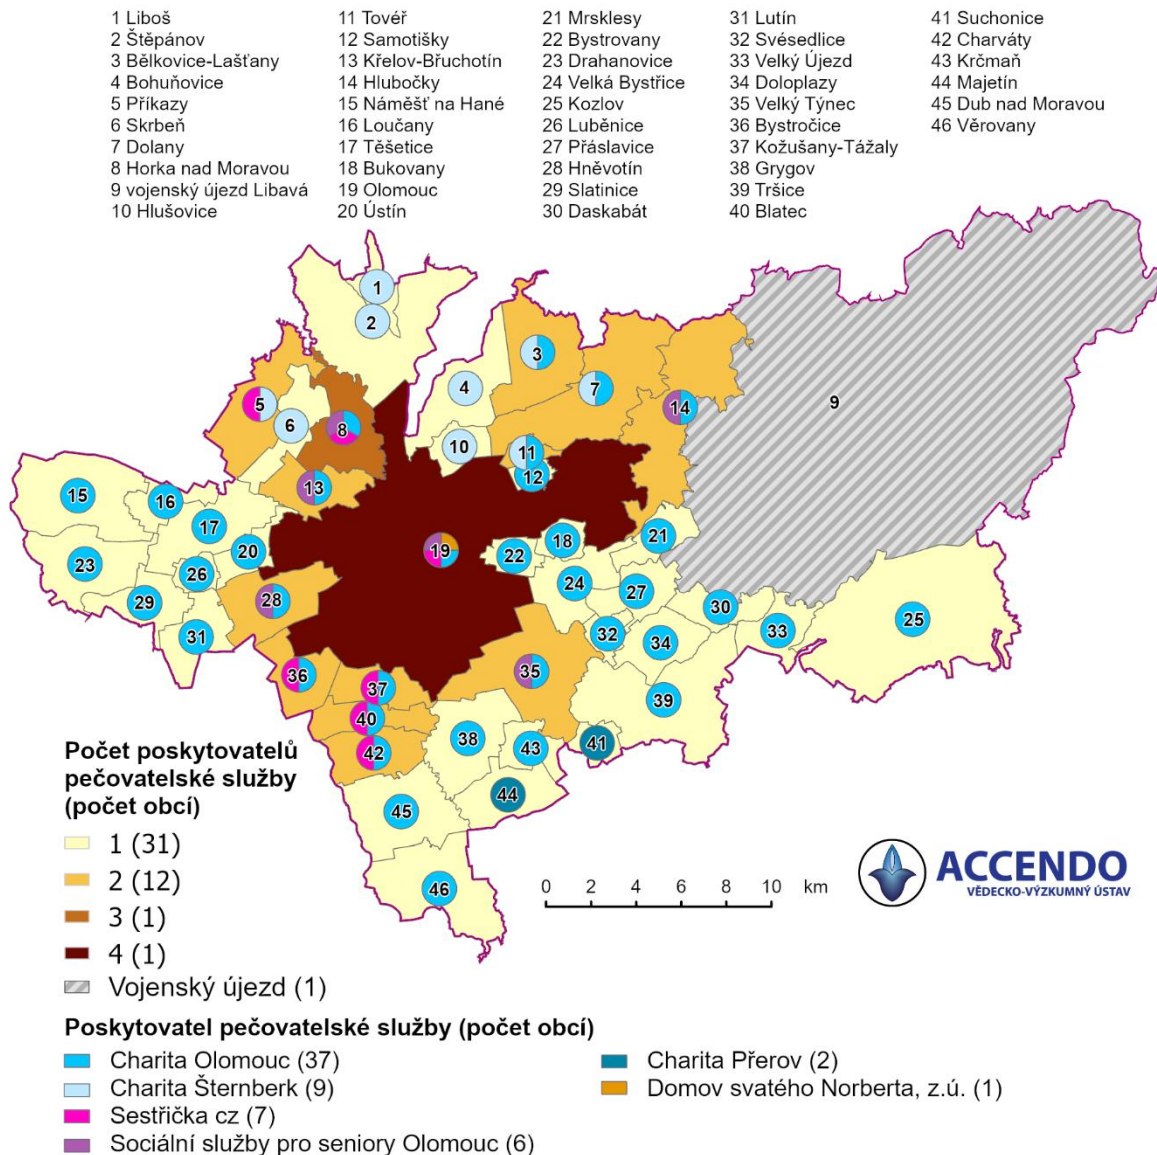 1 Liboš
2 Štěpánov
3 Bělkovice-Lašťany
4 Bohuňovice
5 Příkazy
6 Skrbeň
7 Dolany
8 Horka nad Moravou
9 vojenský újezd Libavá
10 Hlušovice
11 Tovéř
12 Samotišky
13 Křelov-Břuchotín
14 Hlubočky
15 Náměšť na Hané
16 Loučany
17 Těšetice
18 Bukovany
19 Olomouc
20 Ústín
21 Mrsklesy
22 Bystrovany
23 Drahanovice
24 Velká Bystřice
25 Kozlov
26 Luběnice
27 Přáslavice
28 Hněvotín
29 Slatinice
30 Daskabát
31 Lutín
32 Svésedlice
33 Velký Újezd
34 Doloplazy
35 Velký Týnec
36 Bystročice
37 Kožušany-Tážaly
38 Grygov
39 Tršice
40 Blatec
41 Suchonice
42 Charváty
43 Krčmaň
44 Majetín
45 Dub nad Moravou
46 Věrovany
1
2
3
4
7
5
14
9
6
8
10
11
12
13
15
16
17
18
21
19
20
22
23
26
24
27
28
29
30
25
31
32
33
34
35
36
37
39
40
38
41
42
43
44
45
46
Počet poskytovatelů
pečovatelské služby
(počet obcí)
1 (31)
2 (12)
3 (1)
4 (1)
Vojenský újezd (1)
0 2 4 6 8 10 km
ACCENDO
VĚDECKO-VÝZKUMNÝ ÚSTAV
Poskytovatel pečovatelské služby (počet obcí)
Charita Olomouc (37)
Charita Šternberk (9)
Sestřička cz (7)
Sociální služby pro seniory Olomouc (6)
Charita Přerov (2)
Domov svatého Norberta, z.ú. (1)